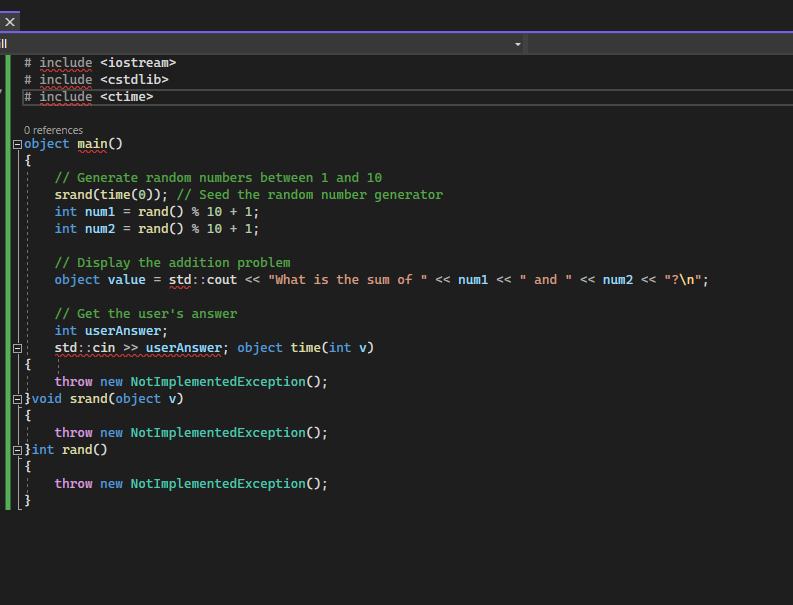 ill
# include <iostream>
# include <cstdlib>
# include <ctime>
0 references
object main()
{
// Generate random numbers between 1 and 10
srand(time(0)); // Seed the random number generator
int num1 = rand() % 10 + 1;
int num2 = rand() % 10 + 1;
// Display the addition problem
object value = std::cout << "What is the sum of " << num1 << " and " << num2 << "?\n";
// Get the user's answer
int userAnswer;
std::cin >> userAnswer; object time(int v)
{
throw new NotImplementedException();
}void srand(object v)
{
throw new NotImplementedException();
}int rand()
{
throw new NotImplementedException();
}